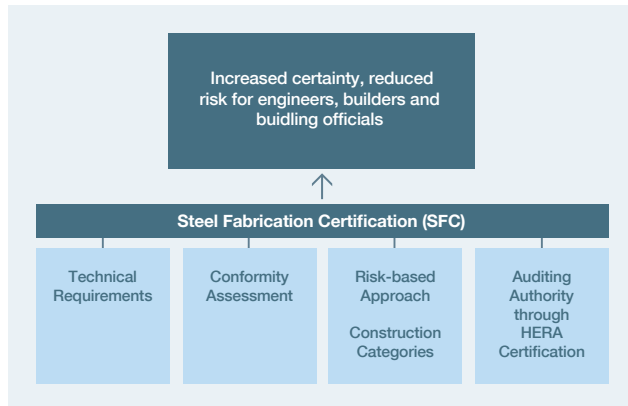 Increased certainty, reduced
risk for engineers, builders and
buidling officials
Steel Fabrication Certification (SFC)
Technical
Requirements
Conformity
Assessment
Risk-based
Approach
Construction
Categories
Auditing
Authority
through
HERA
Certification